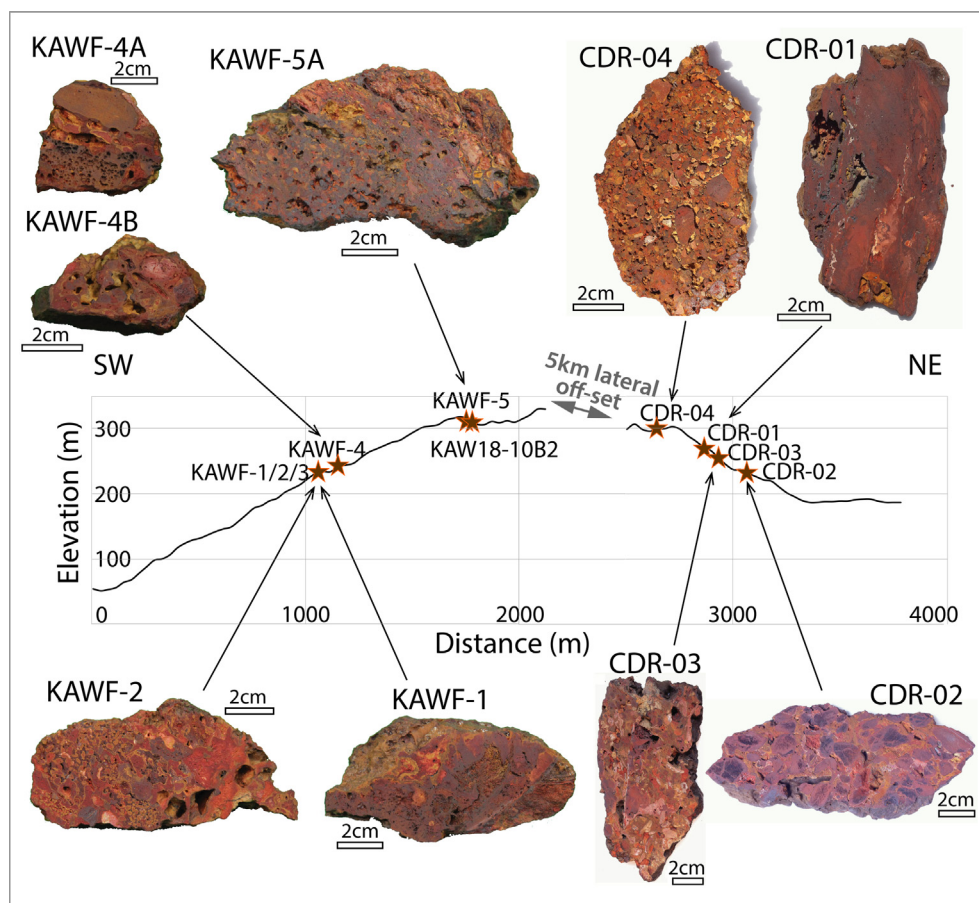 KAWF-4A
2cm
KAWF-5A
2cm
CDR-04
2cm
CDR-01
2cm
KAWF-4B
2cm
SW
NE
5km lateral
off-set
Elevation (m)
300
200
100
0
1000
2000
3000
4000
Distance (m)
KAWF-5
KAW18-10B2
KAWF-4
KAWF-1/2/3
CDR-04
CDR-01
CDR-03
CDR-02
KAWF-2
2cm
KAWF-1
2cm
CDR-03
2cm
CDR-02
2cm